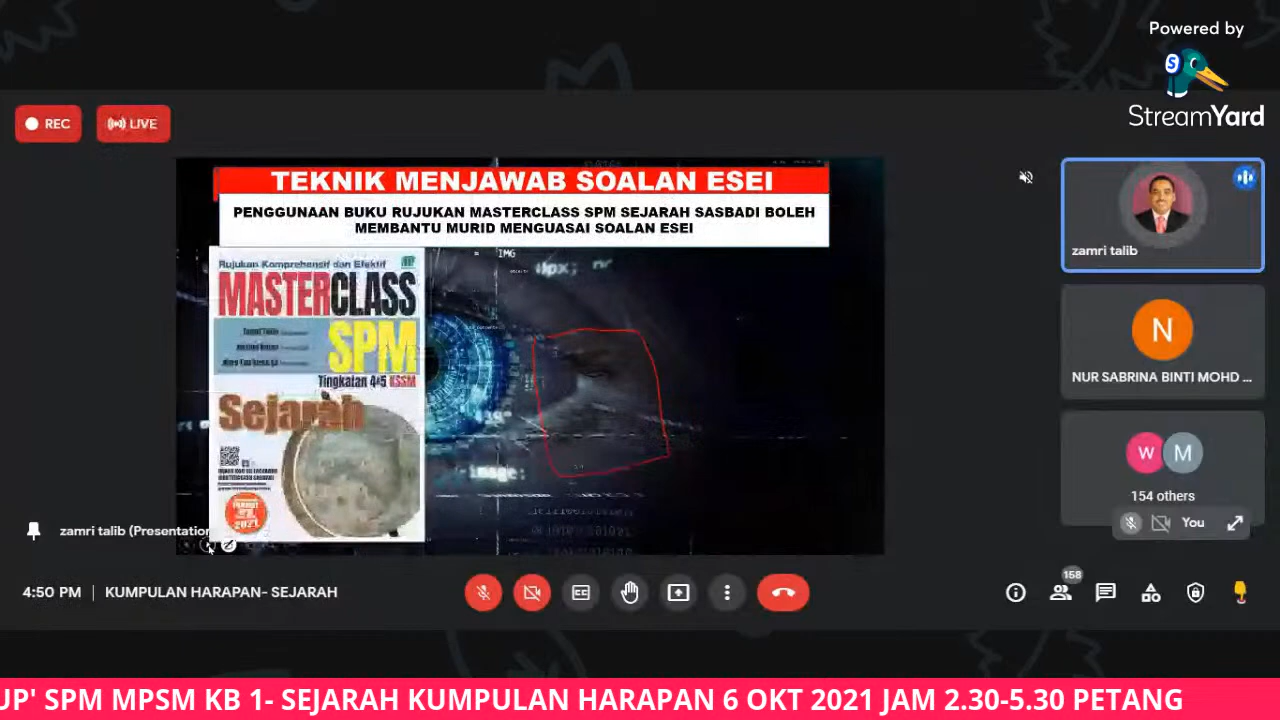 Powered by
StreamYard
REC
LIVE
TEKNIK MENJAWAB SOALAN ESEI
PENGGUNAAN BUKU RUJUKAN MASTERCLASS SPM SEJARAH SASBADI BOLEH
MEMBANTU MURID MENGUASAI SOALAN ESEI
IMG
Rujukan Komprehensif dan Efektif
MASTERCLASS
SPM
Tingkatan 4•5 KSSM
Sejarah
2021
image:
zamri talib (Presentation
zamri talib
N
NUR SABRINA BINTI MOHD ...
W M
154 others
You
4:50 PM | KUMPULAN HARAPAN- SEJARAH
158
UP' SPM MPSM KB 1- SEJARAH KUMPULAN HARAPAN 6 OKT 2021 JAM 2.30-5.30 PETANG